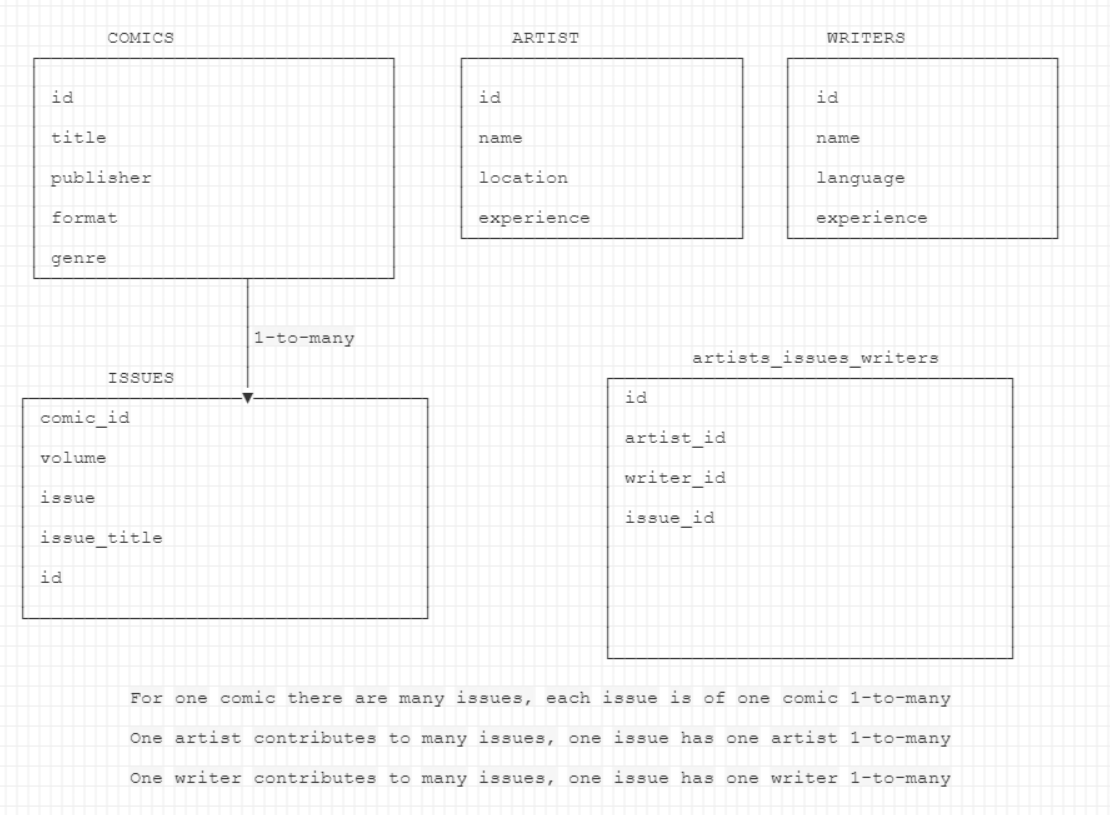 COMICS
id
title
publisher
format
genre
ARTIST
id
name
location
experience
WRITERS
id
name
language
experience
1-to-many
ISSUES
comic_id
volume
issue
issue_title
id
artists_issues_writers
id
artist_id
writer_id
issue_id
For one comic there are many issues, each issue is of one comic 1-to-many
One artist contributes to many issues, one issue has one artist 1-to-many
One writer contributes to many issues, one issue has one writer 1-to-many